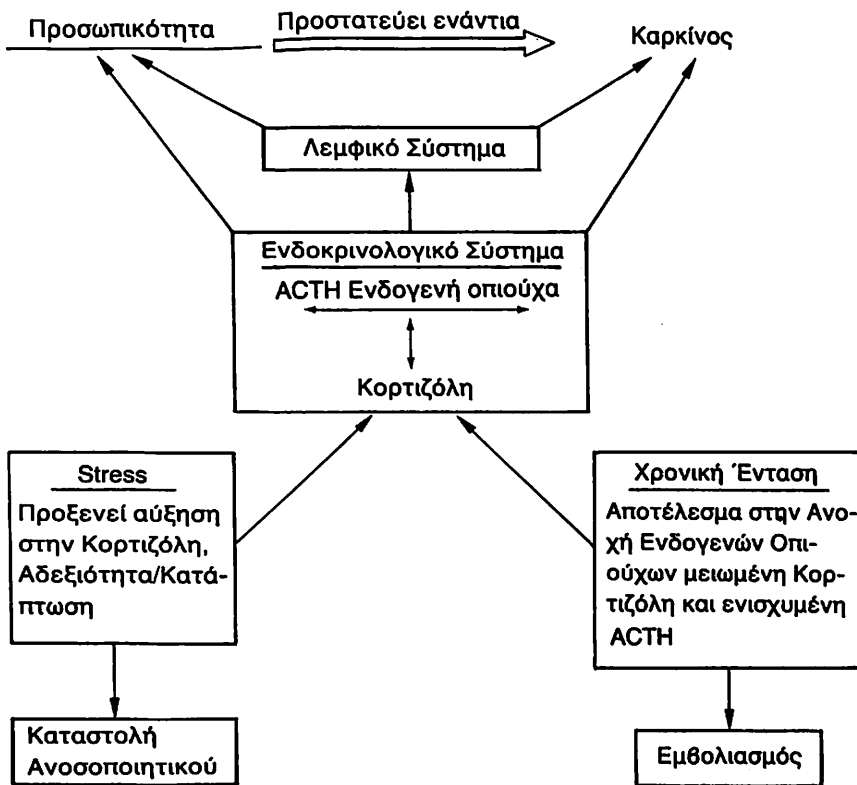 Προσωπικότητα
Προστατεύει ενάντια
Καρκίνος
Λεμφικό Σύστημα
Ενδοκρινολογικό Σύστημα
ACTH Ενδογενή οπιούχα
Κορτιζόλη
Stress
Προξενεί αύξηση
στην Κορτιζόλη,
Αδεξιότητα/Κατά-
πτωση
Χρονική Ένταση
Αποτέλεσμα στην Ανο-
χή Ενδογενών Οπι-
ούχων μειωμένη Κορ-
τιζόλη και ενισχυμένη
ACTH
Καταστολή
Ανοσοποιητικού
Εμβολιασμός